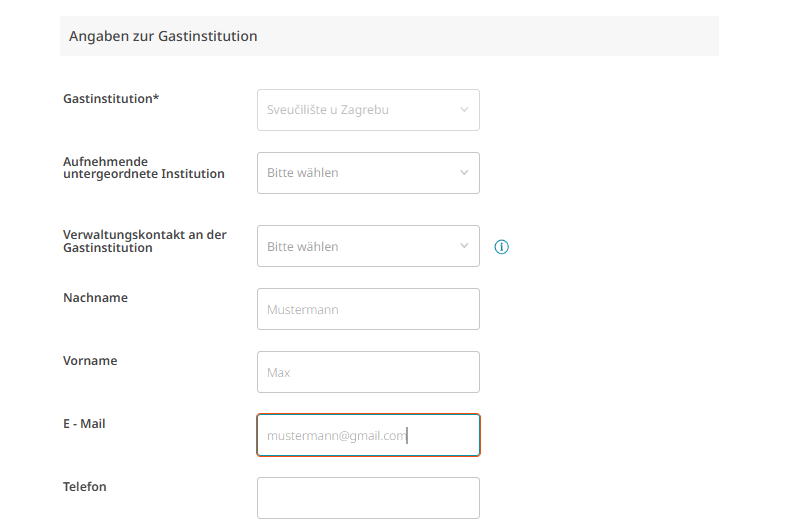 Angaben zur Gastinstitution
Gastinstitution*
Sveučilište u Zagrebu
Aufnehmende
untergeordnete Institution
Bitte wählen
Verwaltungskontakt an der
Gastinstitution
Bitte wählen
Nachname
Mustermann
Vorname
Max
E - Mail
mustermann@gmail.com
Telefon